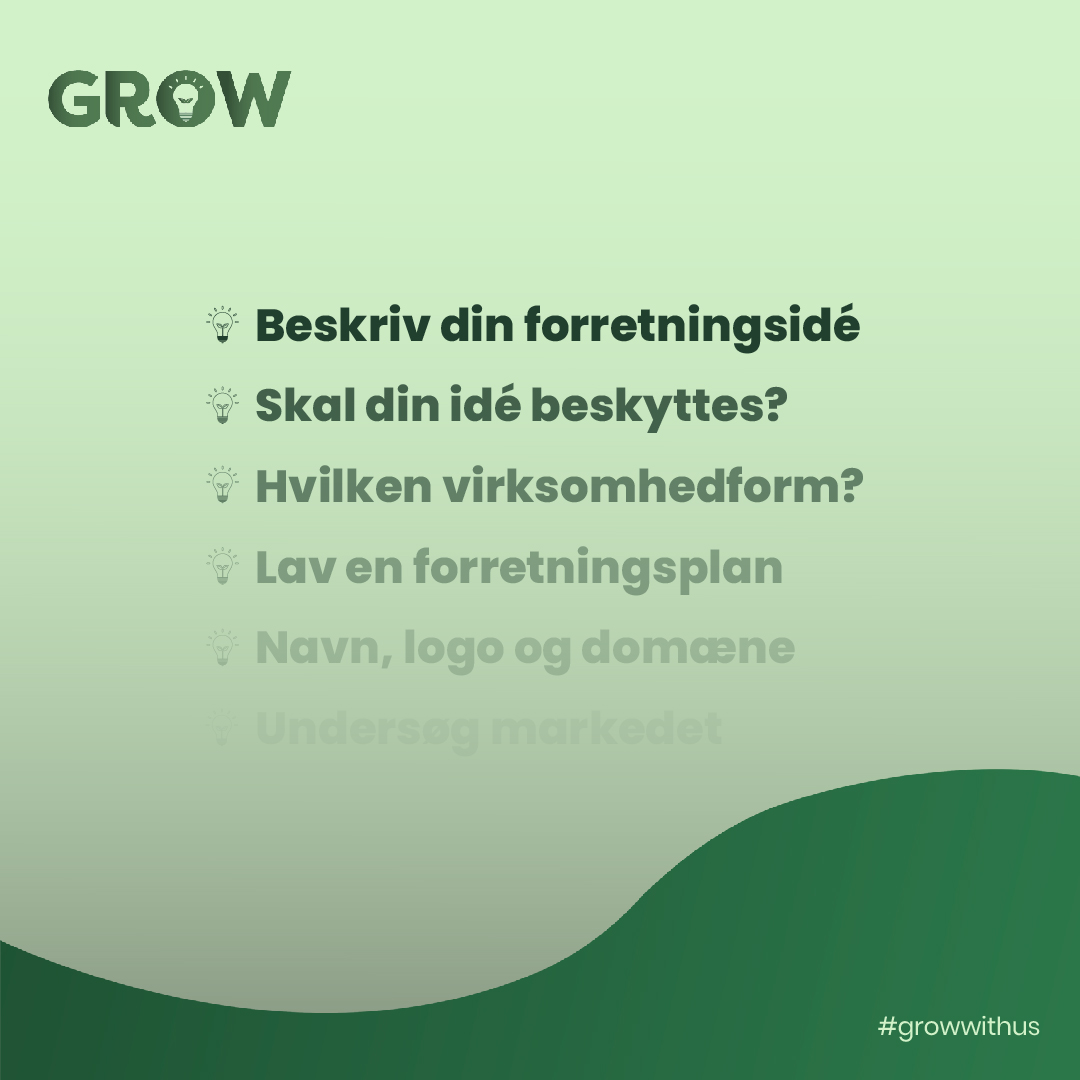 GROW
Beskriv din forretningsidé
Skal din idé beskyttes?
Hvilken virksomhedform?
Lav en forretningsplan
Navn, logo og domæne
Undersøg markedet
#growwithus